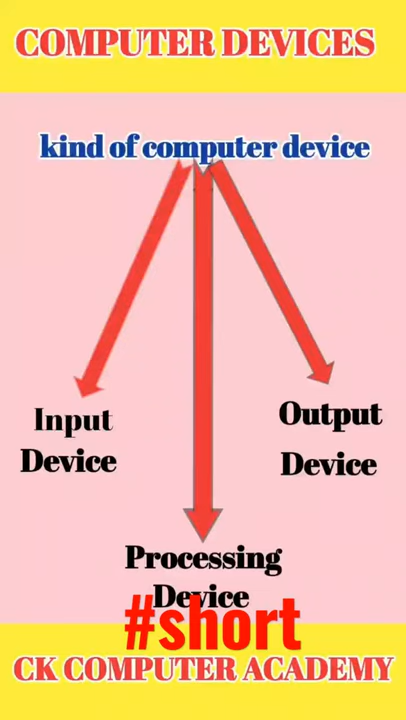 COMPUTER DEVICES
kind of computer device
Input
Device
Output
Device
Processing
Device
#short
CK COMPUTER ACADEMY